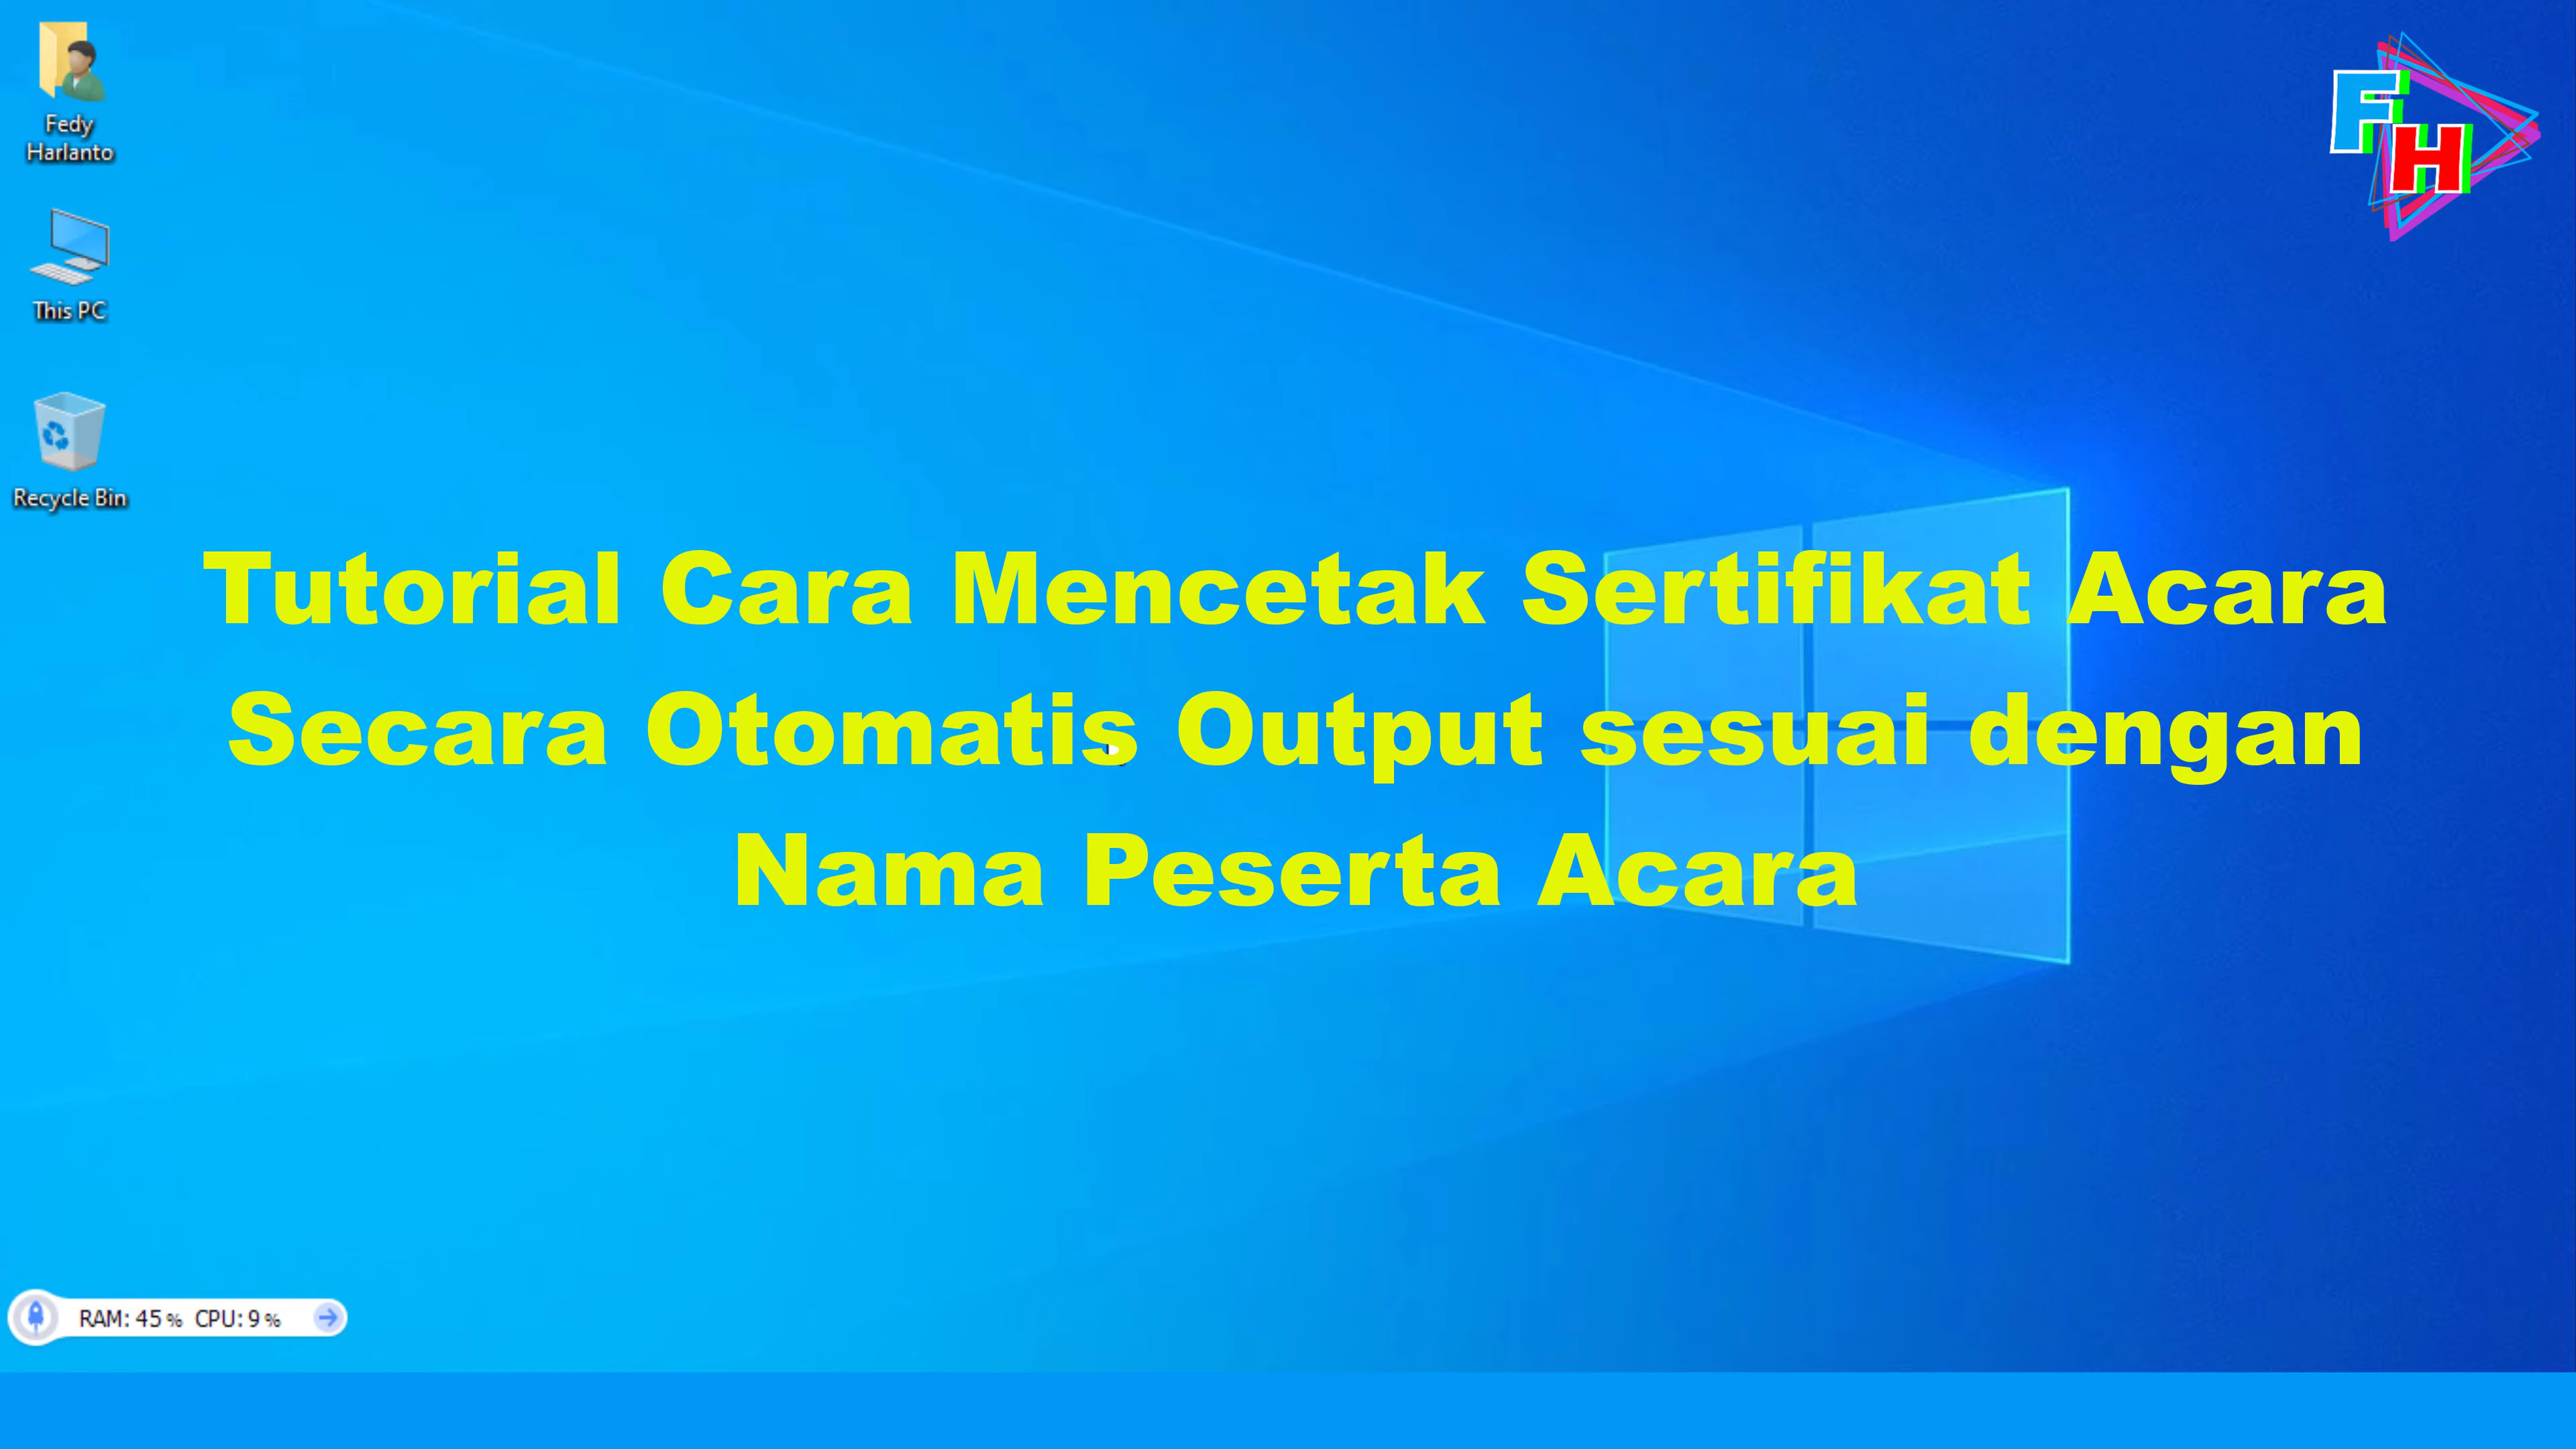 Fedy
Harlanto
This PC
Recycle Bin
FH
Tutorial Cara Mencetak Sertifikat Acara
Secara Otomatis Output sesuai dengan
Nama Peserta Acara
RAM: 45 % CPU: 9 %